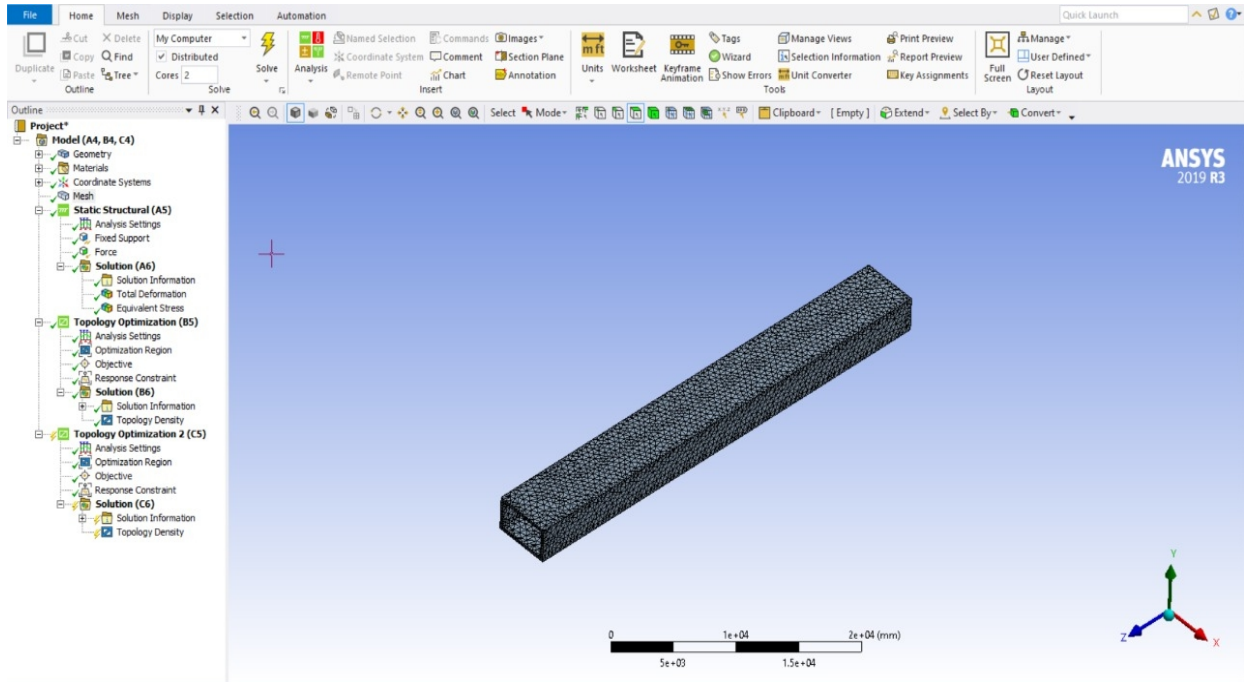 File Home Mesh Display Selection Automation Quick Launch
Cut Delete My Computer Named Selection Commands Images Tags Manage Views Print Preview Manage
Duplicate Copy Find Distributed Solve Analysis Coordinate System Comment Section Plane Units Worksheet Keyframe Animation Wizard Selection Information Report Preview Full Screen User Defined
Paste Tree Cores 2 Remote Point Chart Annotation Show Errors Unit Converter Key Assignments Reset Layout
Outline Solve Insert Tools Layout
Outline Select Mode Clipboard [Empty] Extend Select By Convert
Project*
Model (A4, B4, C4)
Geometry
Materials
Coordinate Systems
Mesh
Static Structural (A5)
Analysis Settings
Fixed Support
Force
Solution (A6)
Solution Information
Total Deformation
Equivalent Stress
Topology Optimization (B5)
Analysis Settings
Optimization Region
Objective
Response Constraint
Solution (B6)
Solution Information
Topology Density
Topology Optimization 2 (C5)
Analysis Settings
Optimization Region
Objective
Response Constraint
Solution (C6)
Solution Information
Topology Density
ANSYS
2019 R3
0 1e+04 2e+04 (mm)
5e+03 1.5e+04
Y
Z X